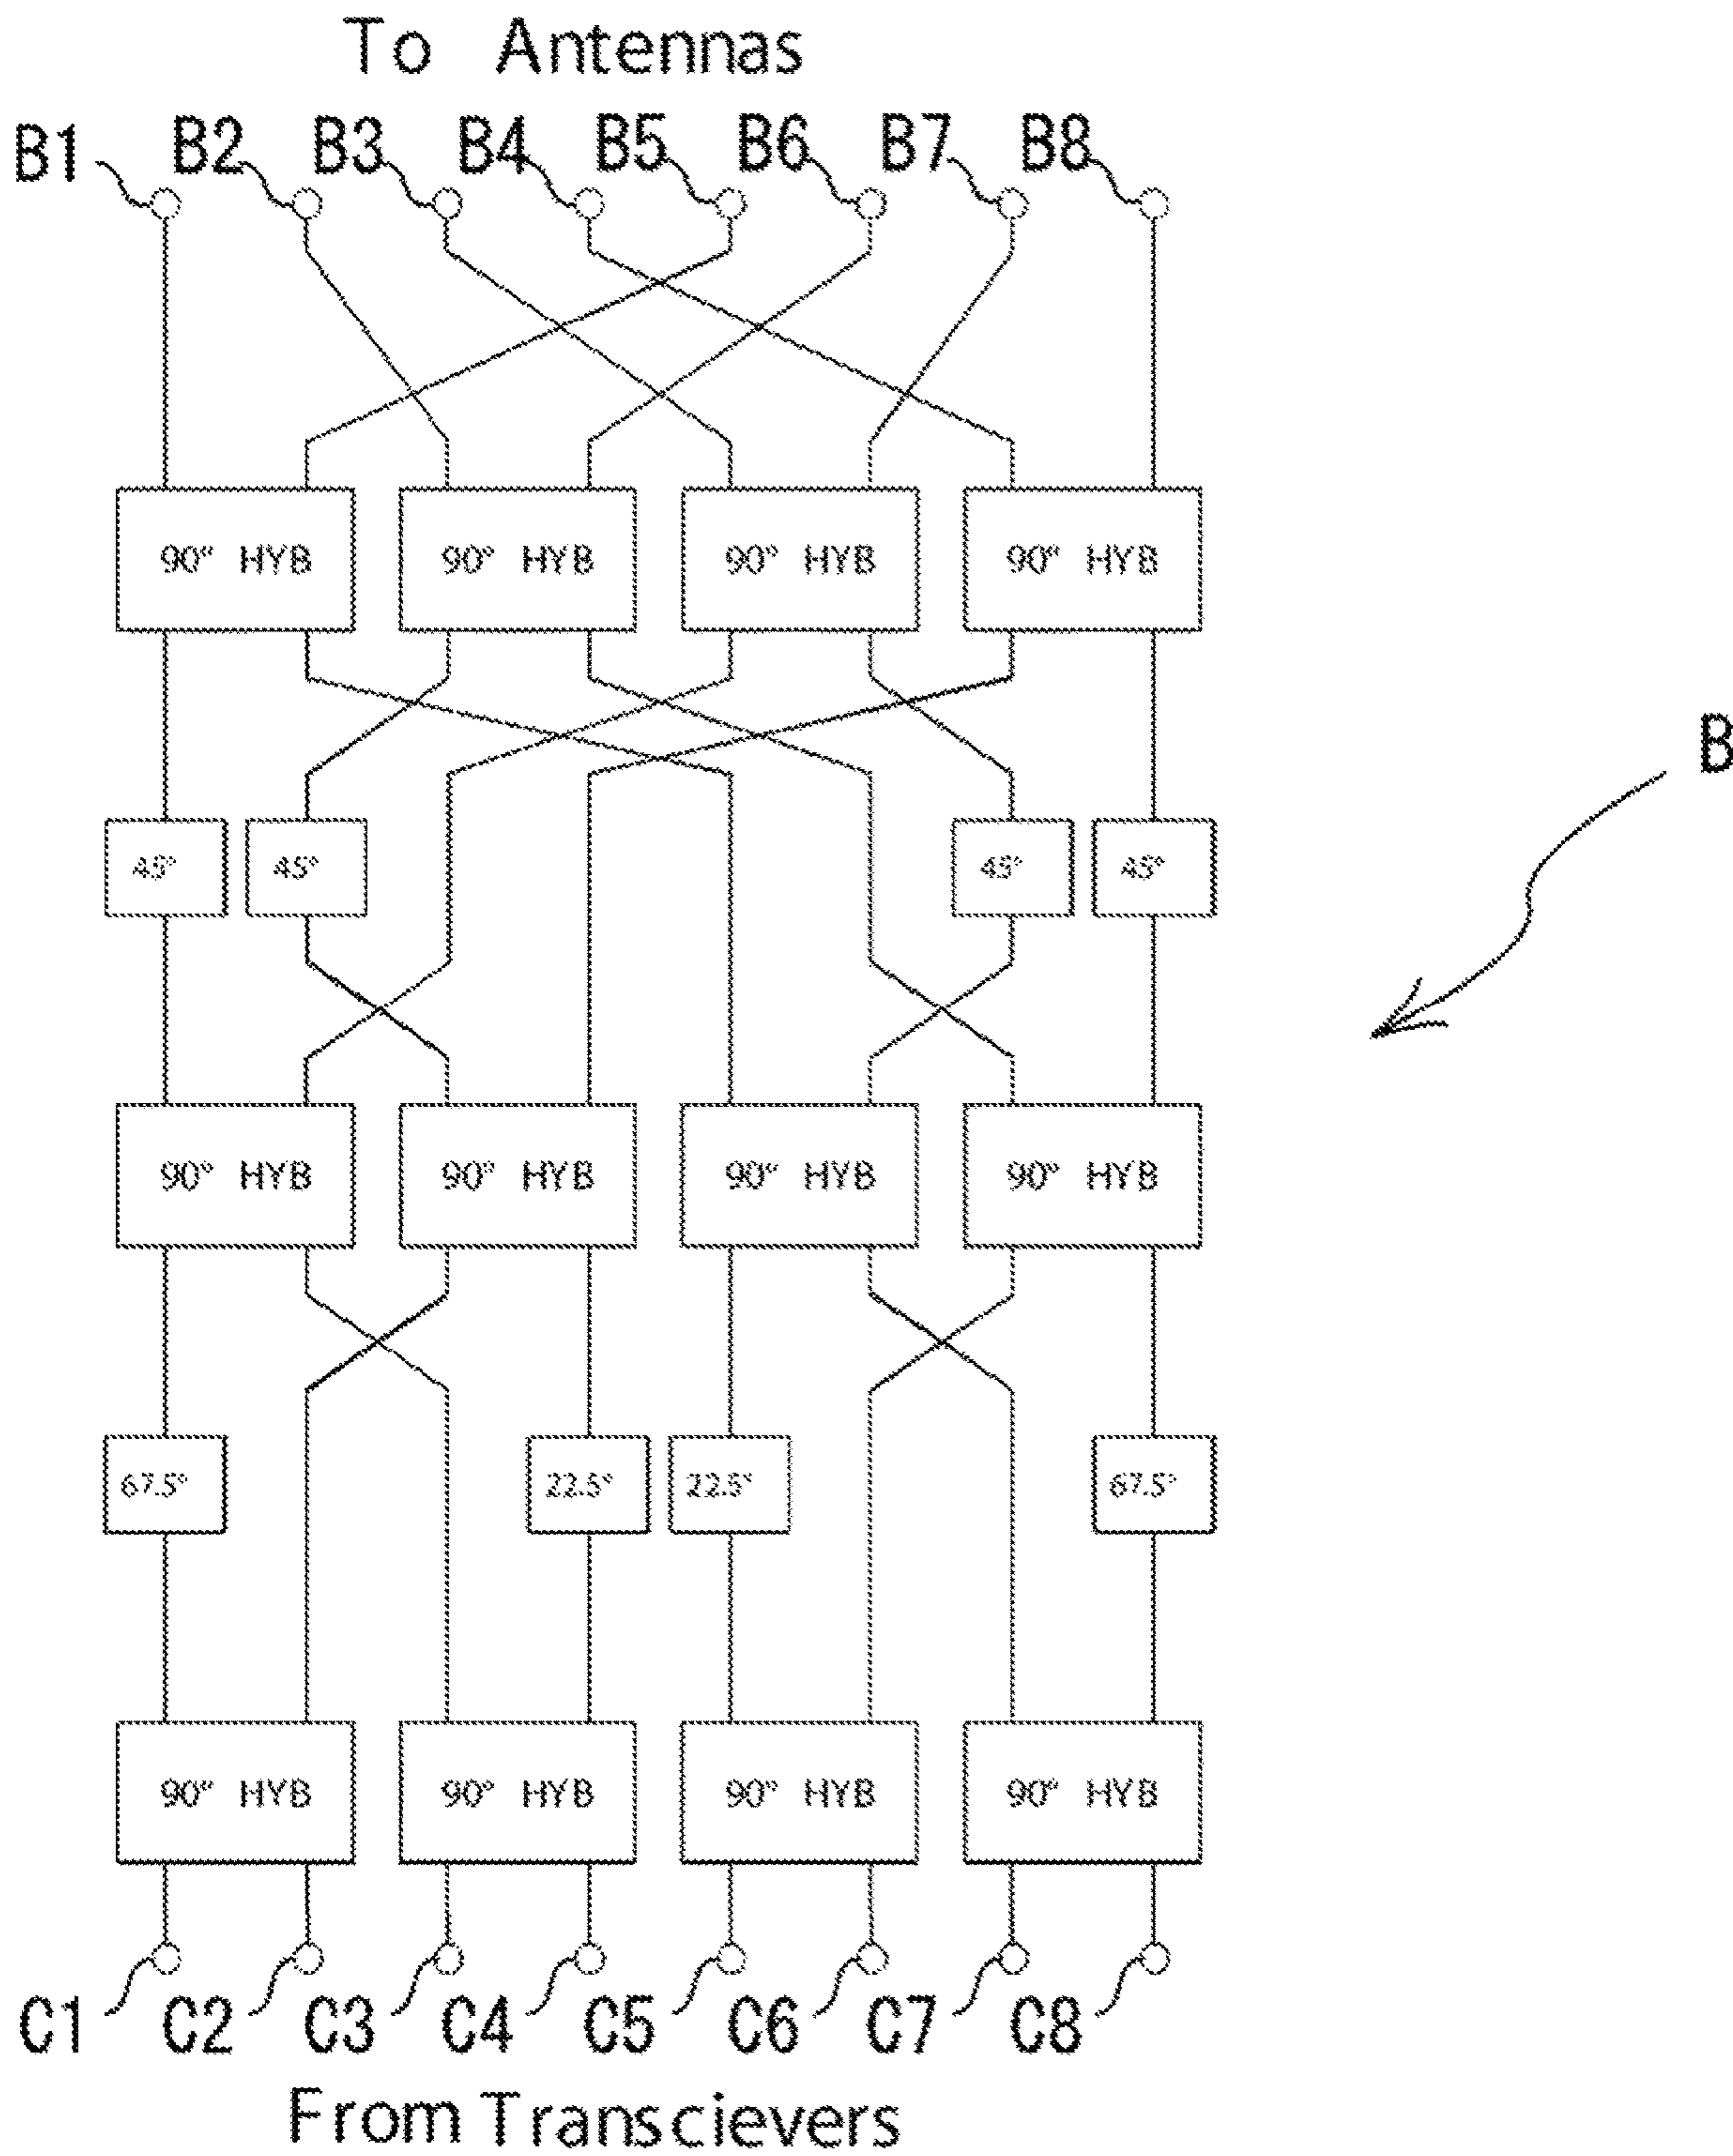 To Antennas
B1 B2 B3 B4 B5 B6 B7 B8
90° HYB 90° HYB 90° HYB 90° HYB
B
45° 45° 45° 45°
90° HYB 90° HYB 90° HYB 90° HYB
67.5° 22.5° 22.5° 67.5°
90° HYB 90° HYB 90° HYB 90° HYB
C1 C2 C3 C4 C5 C6 C7 C8
From Transcievers